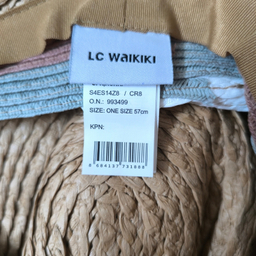 LC WAIKIKI
S4ES14Z8 / CR8
O.N.: 993499
SIZE: ONE SIZE 57cm
KPN: